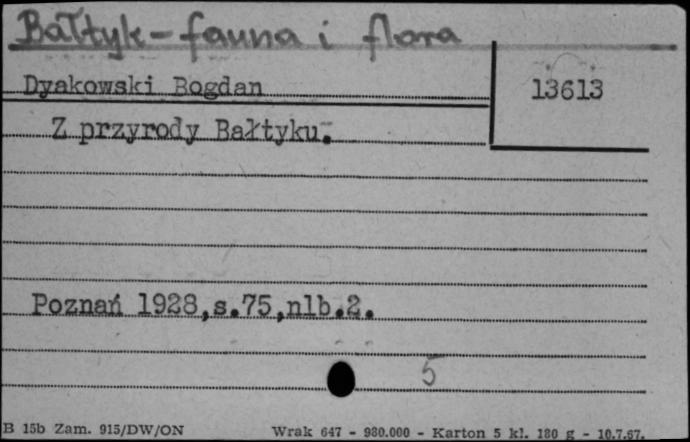 Bałtyk - fauna i flora
Dyakowski Bogdan
13613
Z przyrody Bałtyku.
Poznań 1928,s.75,nlb.2.
5
B 15b Zam. 915/DW/ON
Wrak 647 - 980.000 - Karton 5 kl. 180 g - 10.7.57.